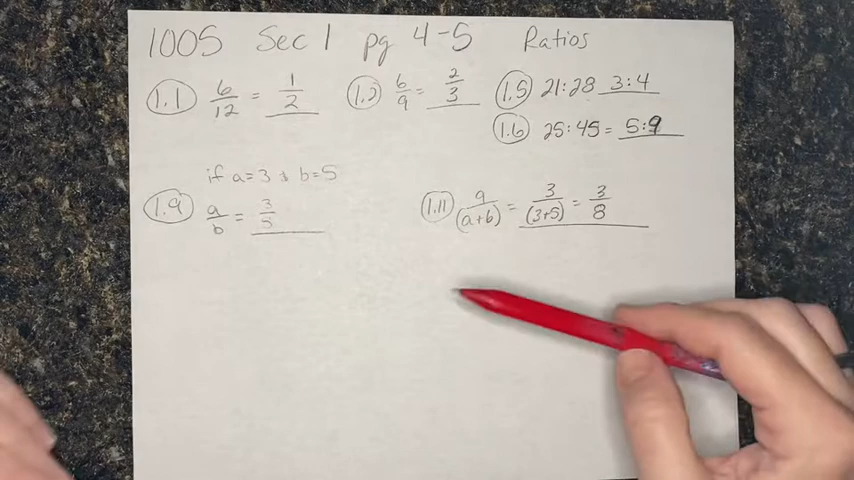 1005 Sec 1 pg 4-5 Ratios
1.1 6/12 = 1/2
1.2 6/9 = 2/3
1.5 21:28 3:4
1.6 25:45 = 5:9
if a=3 & b=5
1.9 a/b = 3/5
1.11 a/(a+b) = 3/(3+5) = 3/8